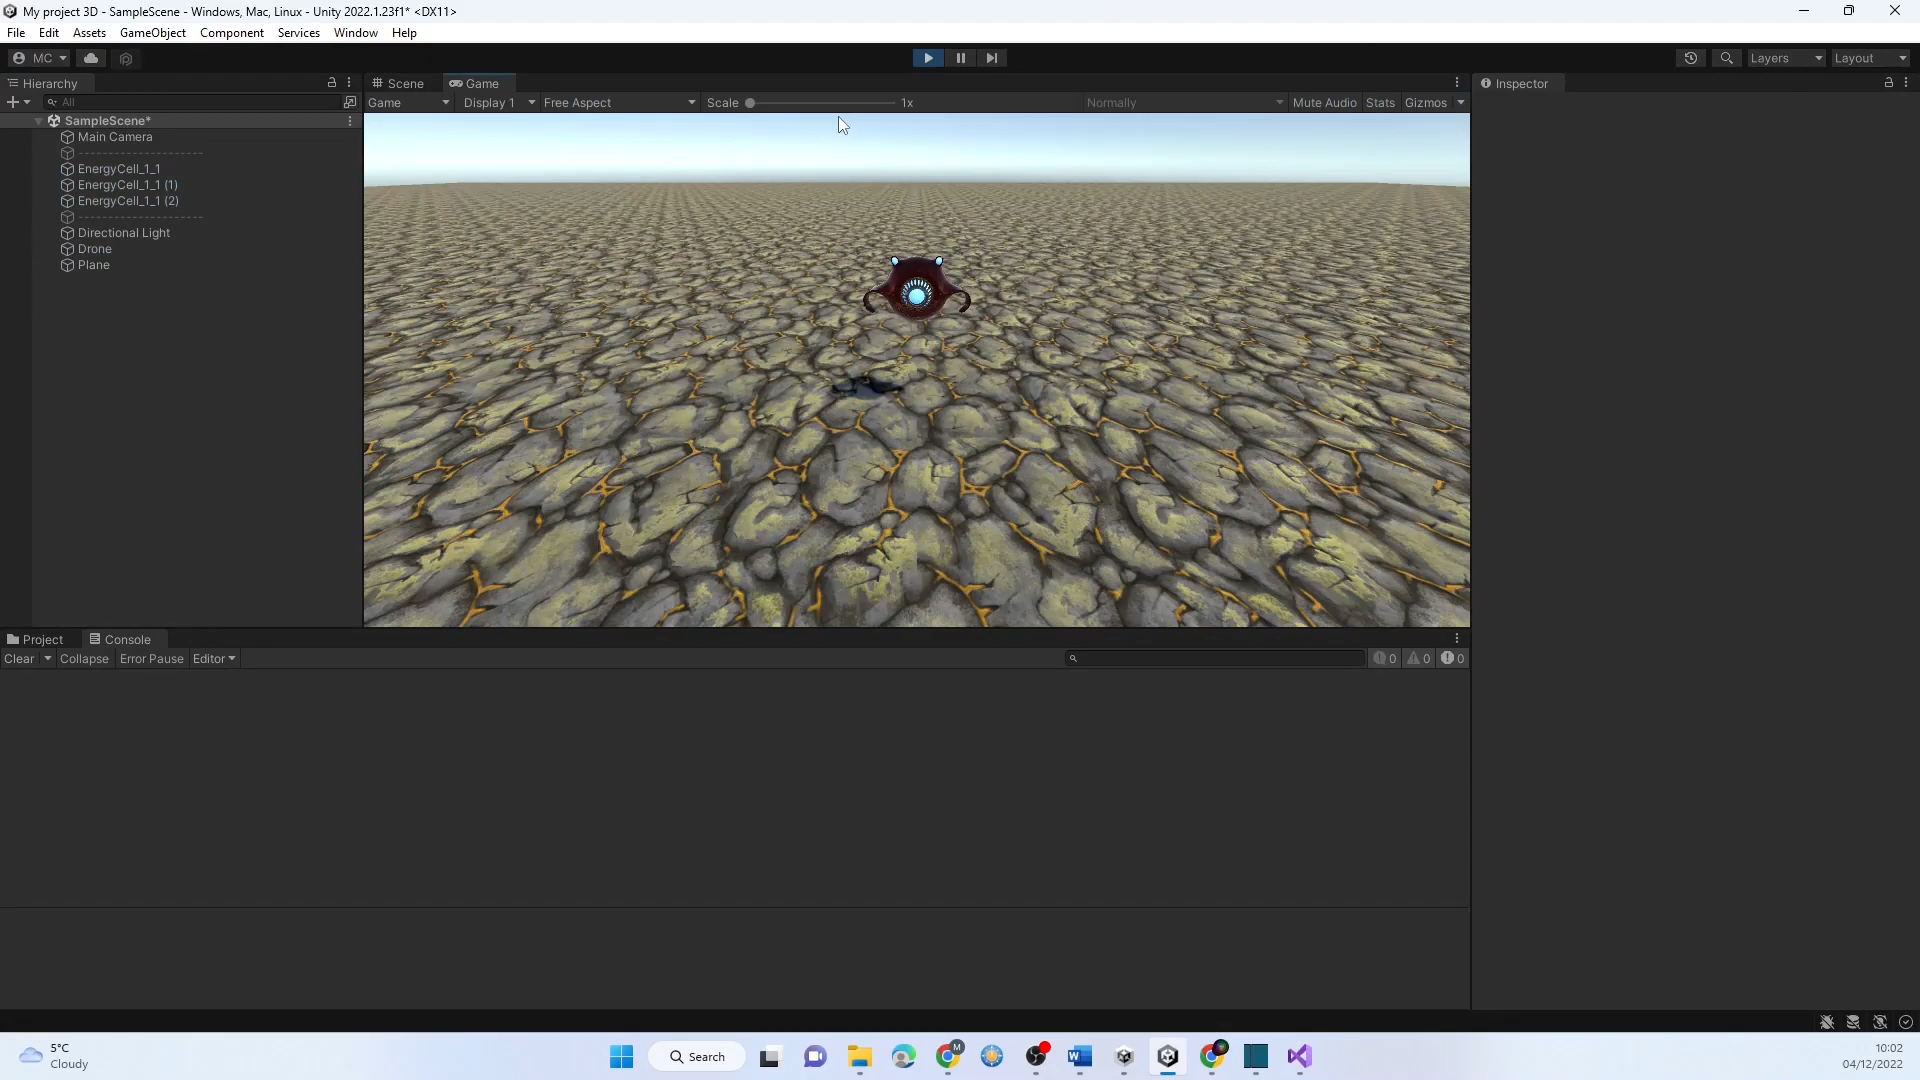 My project 3D - SampleScene - Windows, Mac, Linux - Unity 2022.1.23f1* <DX11>
File Edit Assets GameObject Component Services Window Help
MC Layers Layout
Hierarchy Scene Game Inspector
All Game Display 1 Free Aspect Scale 1x Normally Mute Audio Stats Gizmos
SampleScene*
Main Camera
--------------------
EnergyCell_1_1
EnergyCell_1_1 (1)
EnergyCell_1_1 (2)
--------------------
Directional Light
Drone
Plane
Project Console
Clear Collapse Error Pause Editor 0 0 0
5°C
Cloudy
Search
M
10:02
04/12/2022